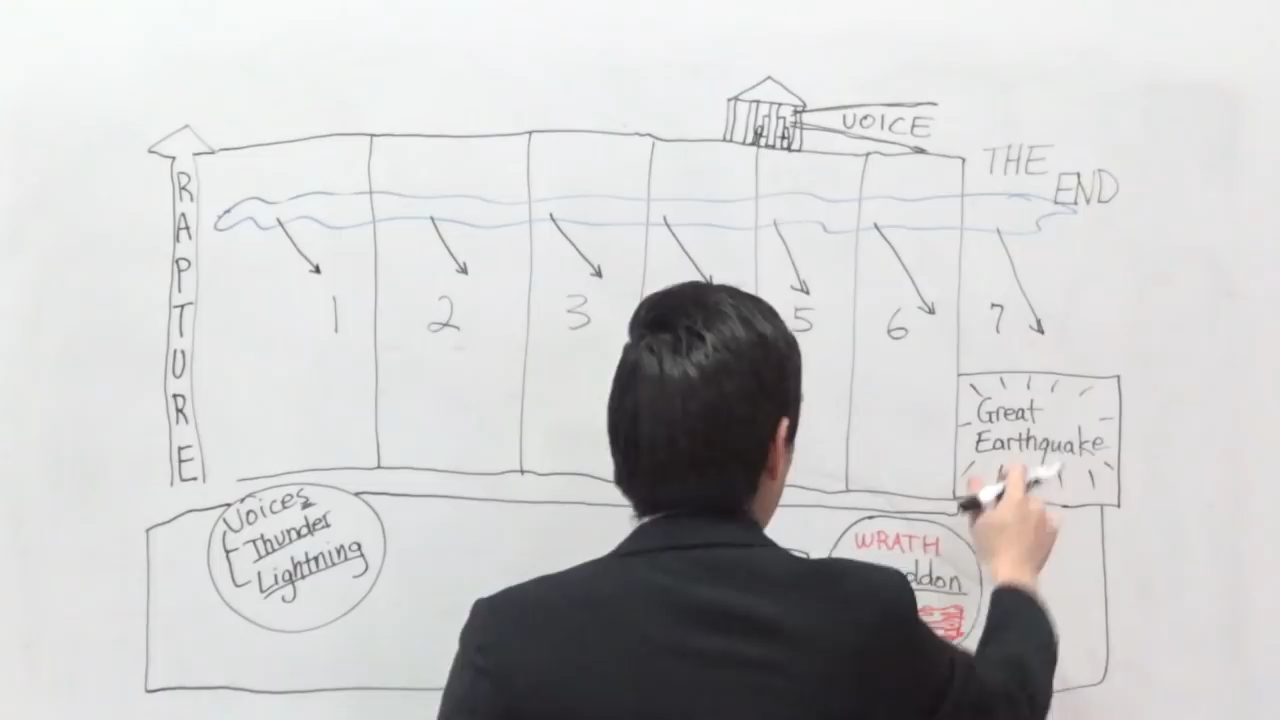 VOICE
THE
END
RAPTURE
1
2
3
5
6
7
Great
Earthquake
Voices
Thunder
Lightning
WRATH